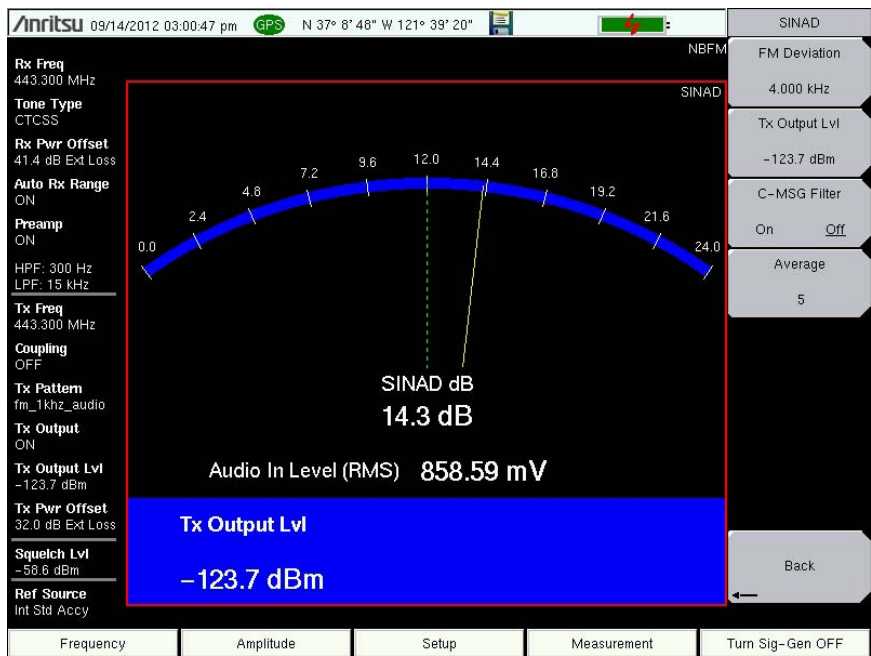 Anritsu 09/14/2012 03:00:47 pm GPS N 37° 8' 48" W 121° 39' 20"
SINAD
NBFM
Rx Freq
443.300 MHz
Tone Type
CTCSS
Rx Pwr Offset
41.4 dB Ext Loss
Auto Rx Range
ON
Preamp
ON
HPF: 300 Hz
LPF: 15 kHz
Tx Freq
443.300 MHz
Coupling
OFF
Tx Pattern
fm_1khz_audio
Tx Output
ON
Tx Output Lvl
-123.7 dBm
Tx Pwr Offset
32.0 dB Ext Loss
Squelch Lvl
-58.6 dBm
Ref Source
Int Std Accy
SINAD
0.0 2.4 4.8 7.2 9.6 12.0 14.4 16.8 19.2 21.6 24.0
SINAD dB
14.3 dB
Audio In Level (RMS) 858.59 mV
Tx Output Lvl
-123.7 dBm
FM Deviation
4.000 kHz
Tx Output Lvl
-123.7 dBm
C-MSG Filter
On Off
Average
5
Back
Frequency Amplitude Setup Measurement Turn Sig-Gen OFF